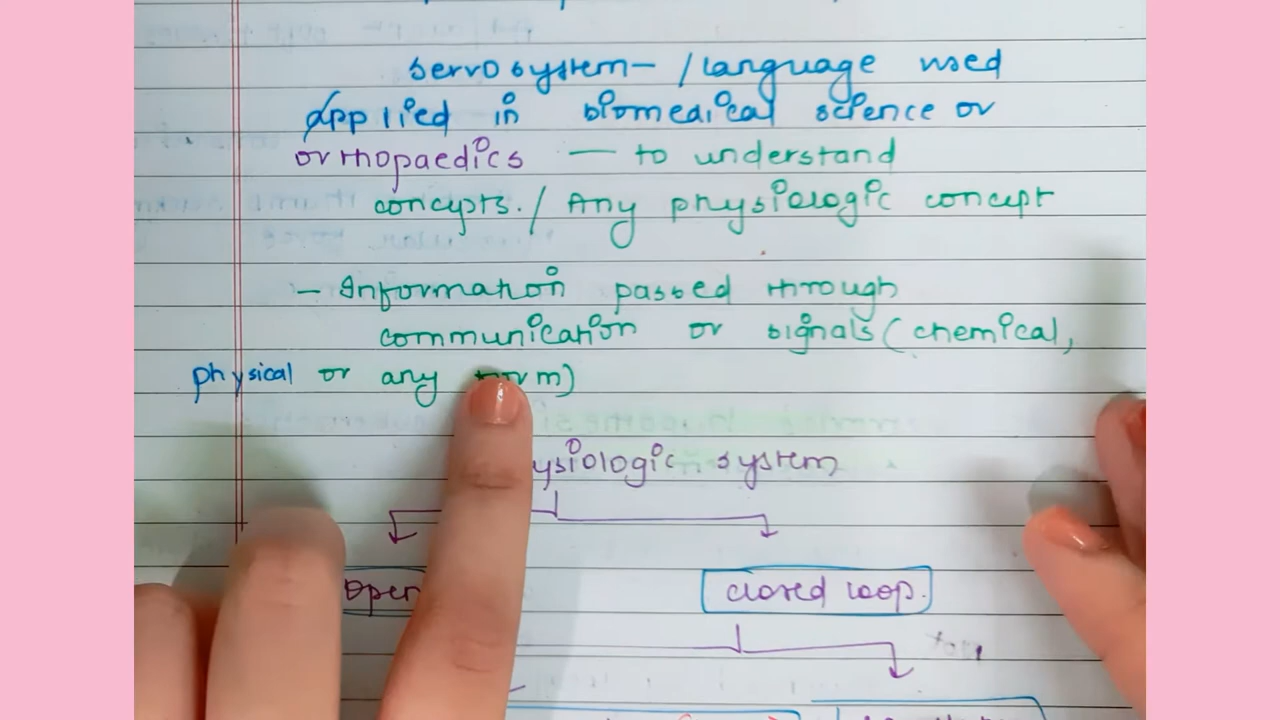 servosystem- /language used
applied in biomedical science or
orthopaedics — to understand
concepts. / Any physiologic concept
- Information passed through
communication or signals (chemical,
physical or any form)
system
open
closed loop.